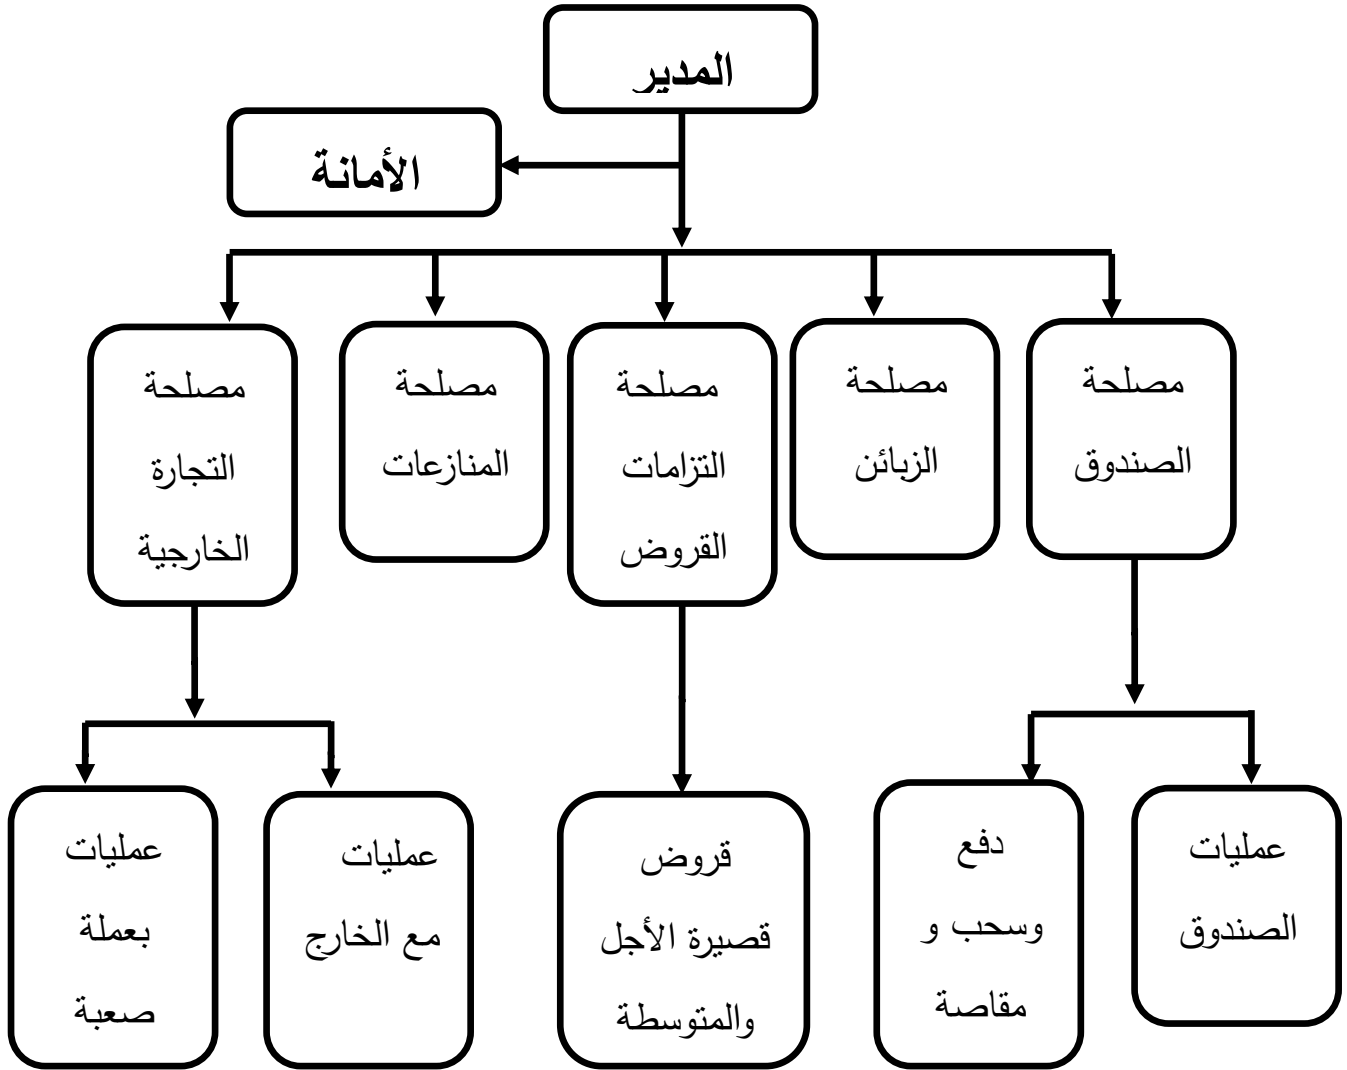 المدير
الأمانة
مصلحة
الصندوق
مصلحة
الزبائن
مصلحة
التزامات
القروض
مصلحة
المنازعات
مصلحة
التجارة
الخارجية
عمليات
الصندوق
دفع
وسحب و
مقاصة
قروض
قصيرة الأجل
والمتوسطة
عمليات
مع الخارج
عمليات
بعملة
صعبة